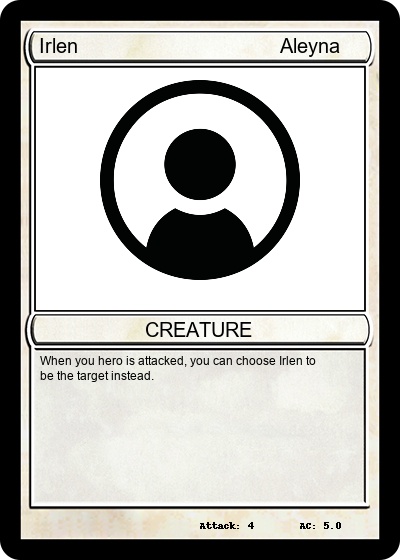 Irlen Aleyna
CREATURE
When you hero is attacked, you can choose Irlen to
be the target instead.
Attack: 4 AC: 5.0